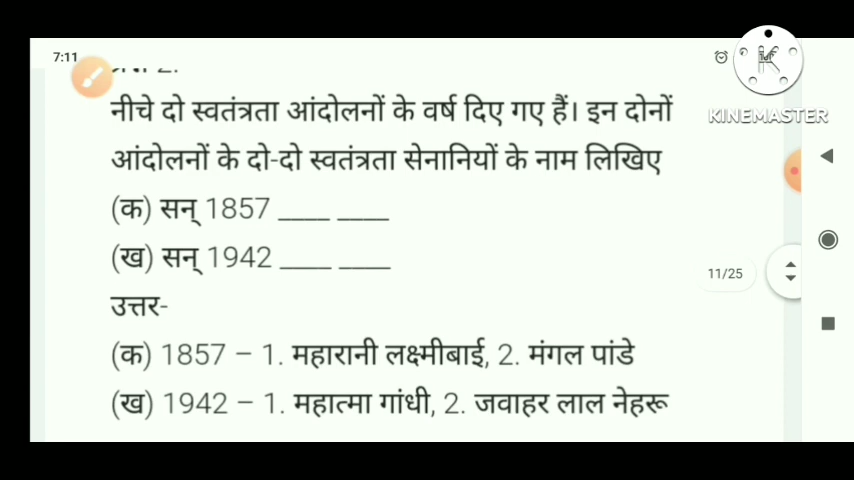 7:11
नीचे दो स्वतंत्रता आंदोलनों के वर्ष दिए गए हैं। इन दोनों
आंदोलनों के दो-दो स्वतंत्रता सेनानियों के नाम लिखिए
(क) सन् 1857 ____ ____
(ख) सन् 1942 ____ ____
उत्तर-
(क) 1857 – 1. महारानी लक्ष्मीबाई, 2. मंगल पांडे
(ख) 1942 – 1. महात्मा गांधी, 2. जवाहर लाल नेहरू
11/25
KINEMASTER